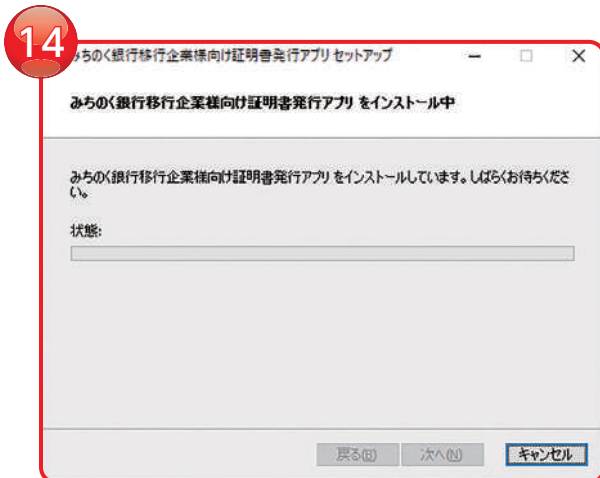 14
みちのく銀行移行企業様向け証明書発行アプリ セットアップ
みちのく銀行移行企業様向け証明書発行アプリ をインストール中
みちのく銀行移行企業様向け証明書発行アプリ をインストールしています。しばらくお待ちくださ
い。
状態:
戻る(B) 次へ(N) キャンセル